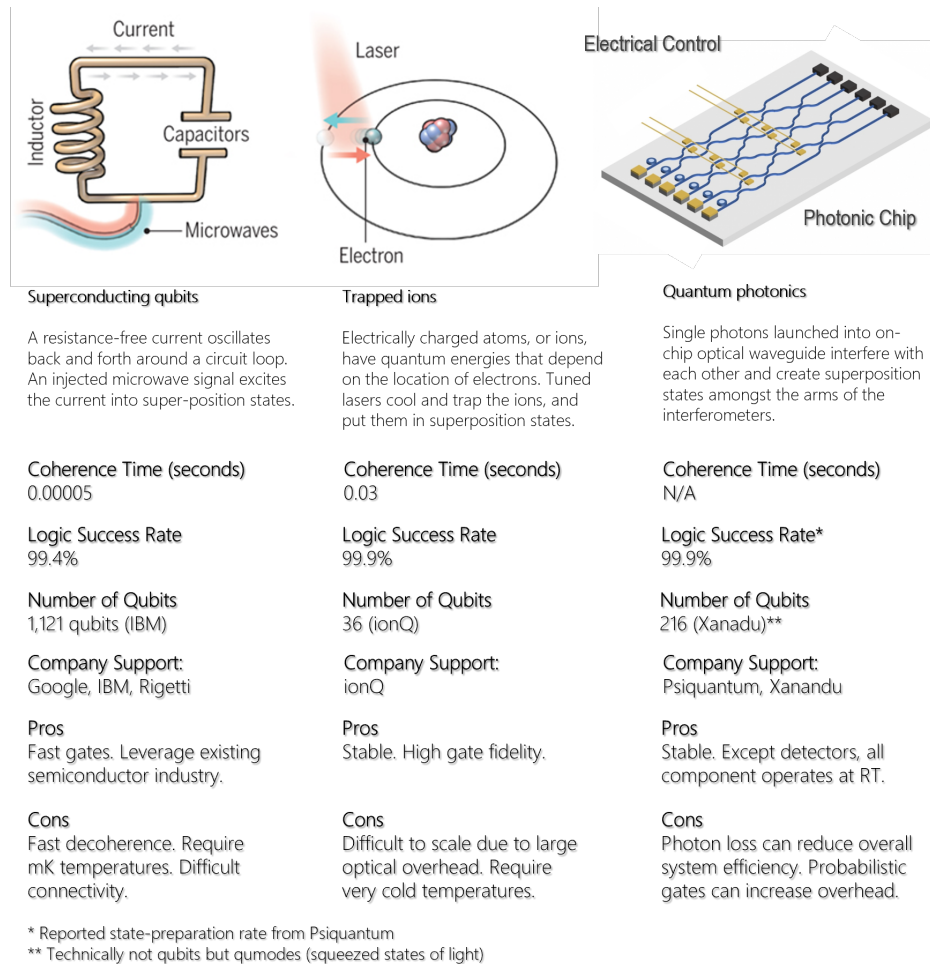 Current
Inductor
Capacitors
Microwaves
Laser
Electron
Electrical Control
Photonic Chip
Superconducting qubits
A resistance-free current oscillates
back and forth around a circuit loop.
An injected microwave signal excites
the current into super-position states.
Coherence Time (seconds)
0.00005
Logic Success Rate
99.4%
Number of Qubits
1,121 qubits (IBM)
Company Support:
Google, IBM, Rigetti
Pros
Fast gates. Leverage existing
semiconductor industry.
Cons
Fast decoherence. Require
mK temperatures. Difficult
connectivity.
Trapped ions
Electrically charged atoms, or ions,
have quantum energies that depend
on the location of electrons. Tuned
lasers cool and trap the ions, and
put them in superposition states.
Coherence Time (seconds)
0.03
Logic Success Rate
99.9%
Number of Qubits
36 (ionQ)
Company Support:
ionQ
Pros
Stable. High gate fidelity.
Cons
Difficult to scale due to large
optical overhead. Require
very cold temperatures.
Quantum photonics
Single photons launched into on-
chip optical waveguide interfere with
each other and create superposition
states amongst the arms of the
interferometers.
Coherence Time (seconds)
N/A
Logic Success Rate*
99.9%
Number of Qubits
216 (Xanadu)**
Company Support:
Psiquantum, Xanandu
Pros
Stable. Except detectors, all
component operates at RT.
Cons
Photon loss can reduce overall
system efficiency. Probabilistic
gates can increase overhead.
* Reported state-preparation rate from Psiquantum
** Technically not qubits but qumodes (squeezed states of light)